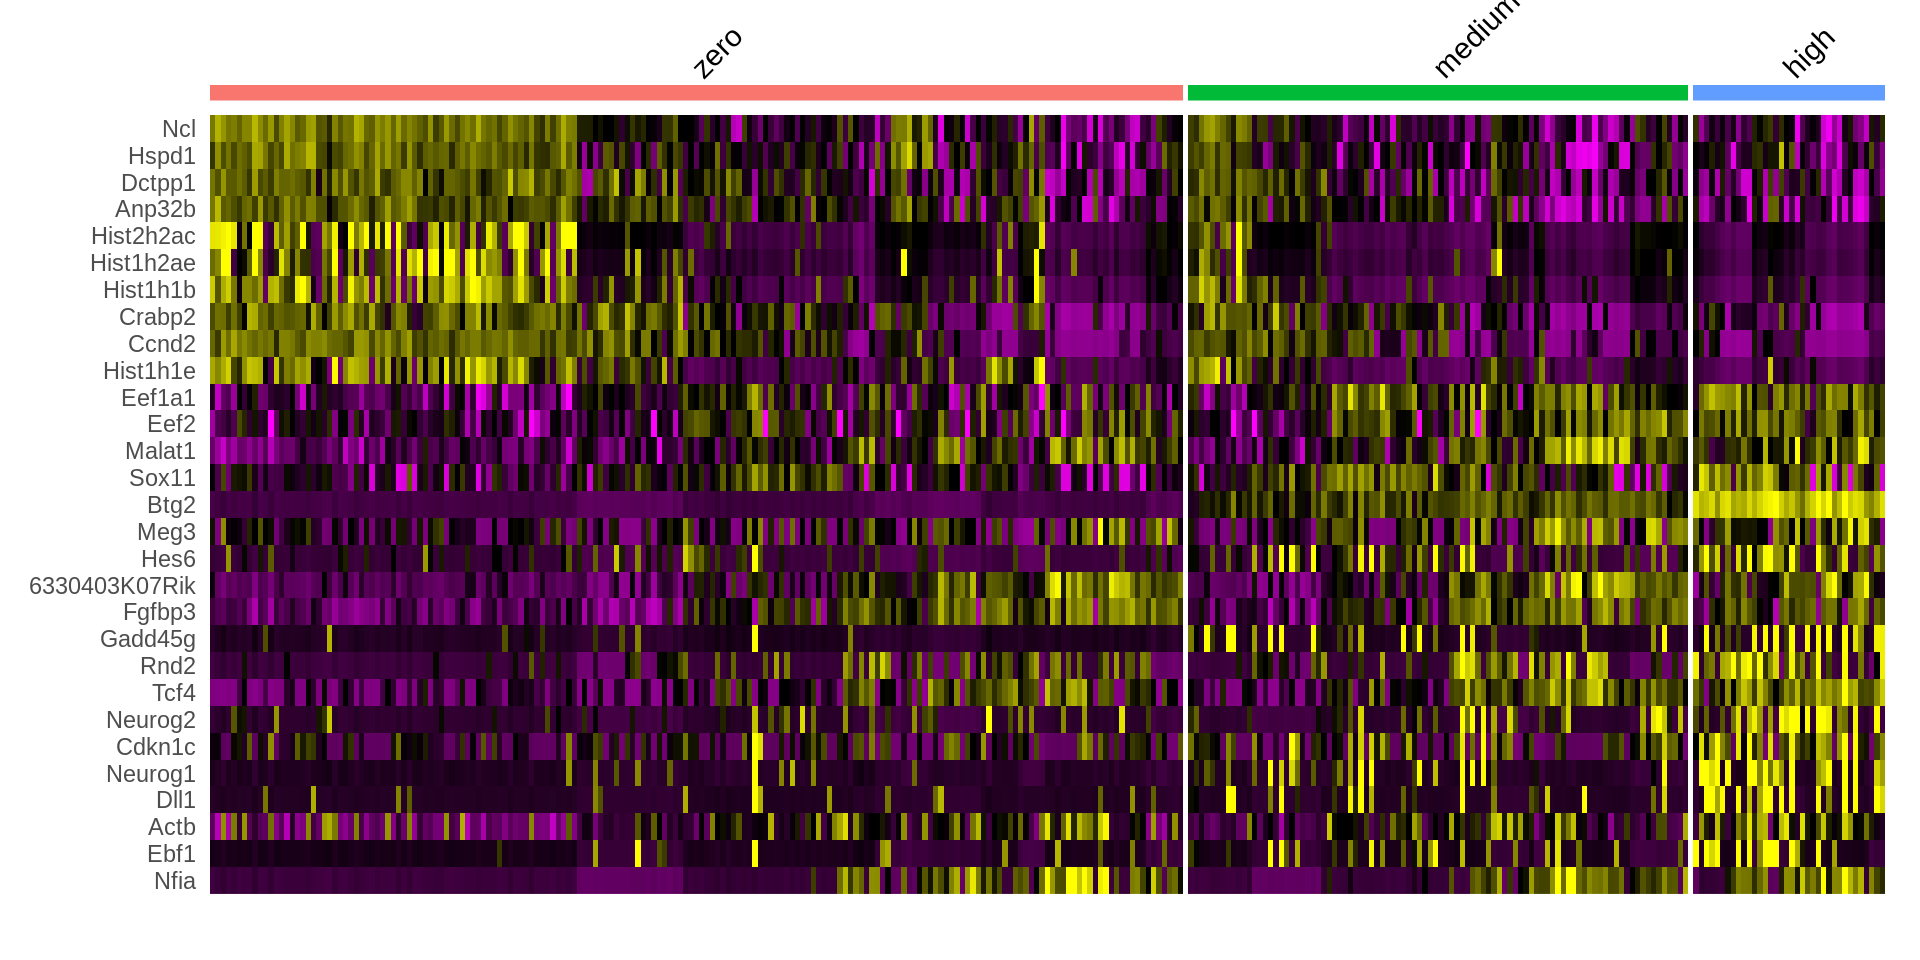 zero
medium
high
Ncl
Hspd1
Dctpp1
Anp32b
Hist2h2ac
Hist1h2ae
Hist1h1b
Crabp2
Ccnd2
Hist1h1e
Eef1a1
Eef2
Malat1
Sox11
Btg2
Meg3
Hes6
6330403K07Rik
Fgfbp3
Gadd45g
Rnd2
Tcf4
Neurog2
Cdkn1c
Neurog1
Dll1
Actb
Ebf1
Nfia